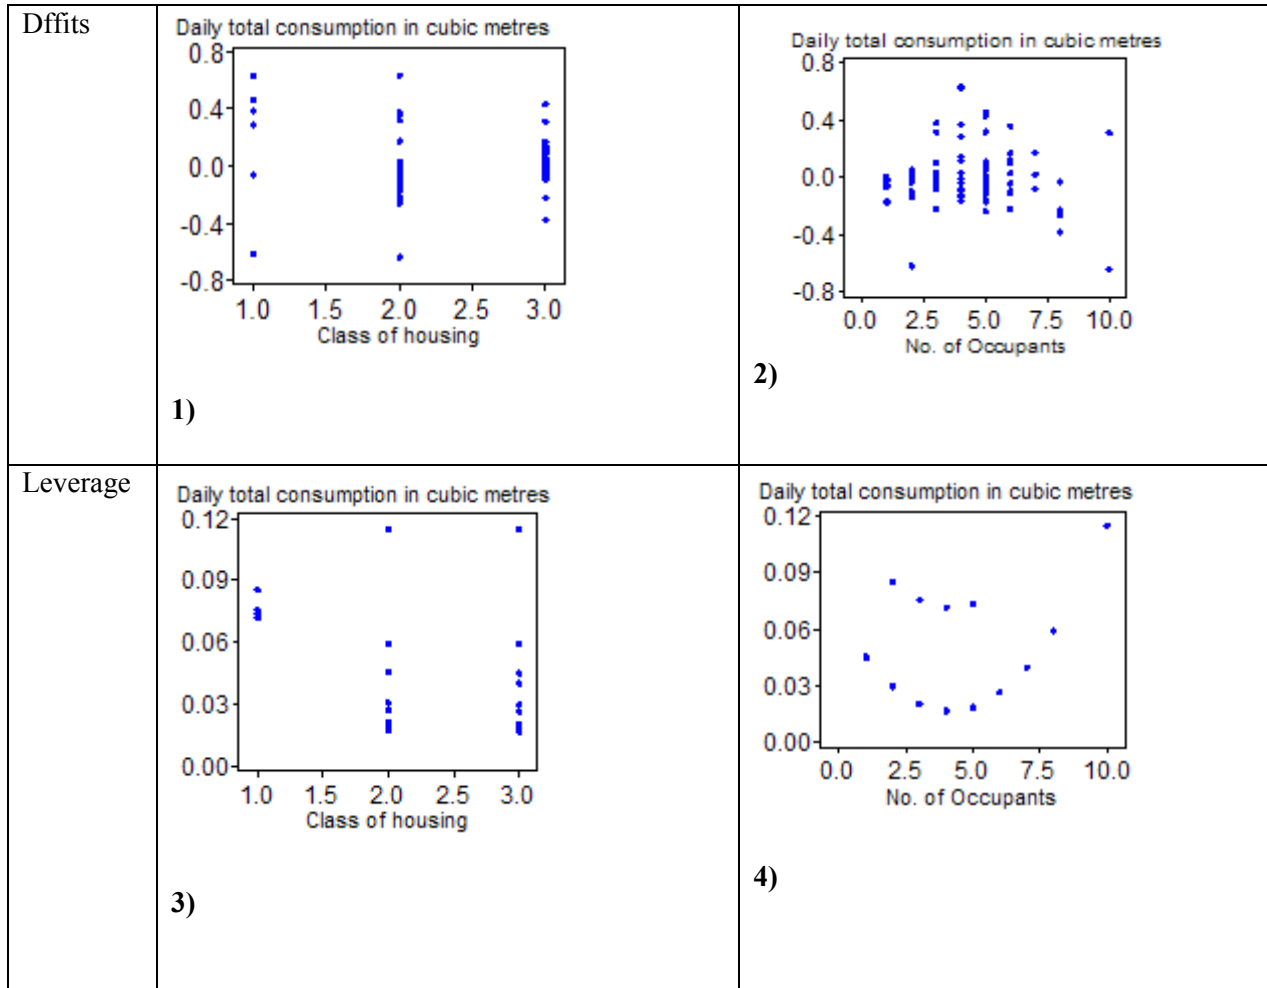 Dffits
Daily total consumption in cubic metres
0.8
0.4
0.0
-0.4
-0.8
1.0 1.5 2.0 2.5 3.0
Class of housing
1)
Daily total consumption in cubic metres
0.8
0.4
0.0
-0.4
-0.8
0.0 2.5 5.0 7.5 10.0
No. of Occupants
2)
Leverage
Daily total consumption in cubic metres
0.12
0.09
0.06
0.03
0.00
1.0 1.5 2.0 2.5 3.0
Class of housing
3)
Daily total consumption in cubic metres
0.12
0.09
0.06
0.03
0.00
0.0 2.5 5.0 7.5 10.0
No. of Occupants
4)